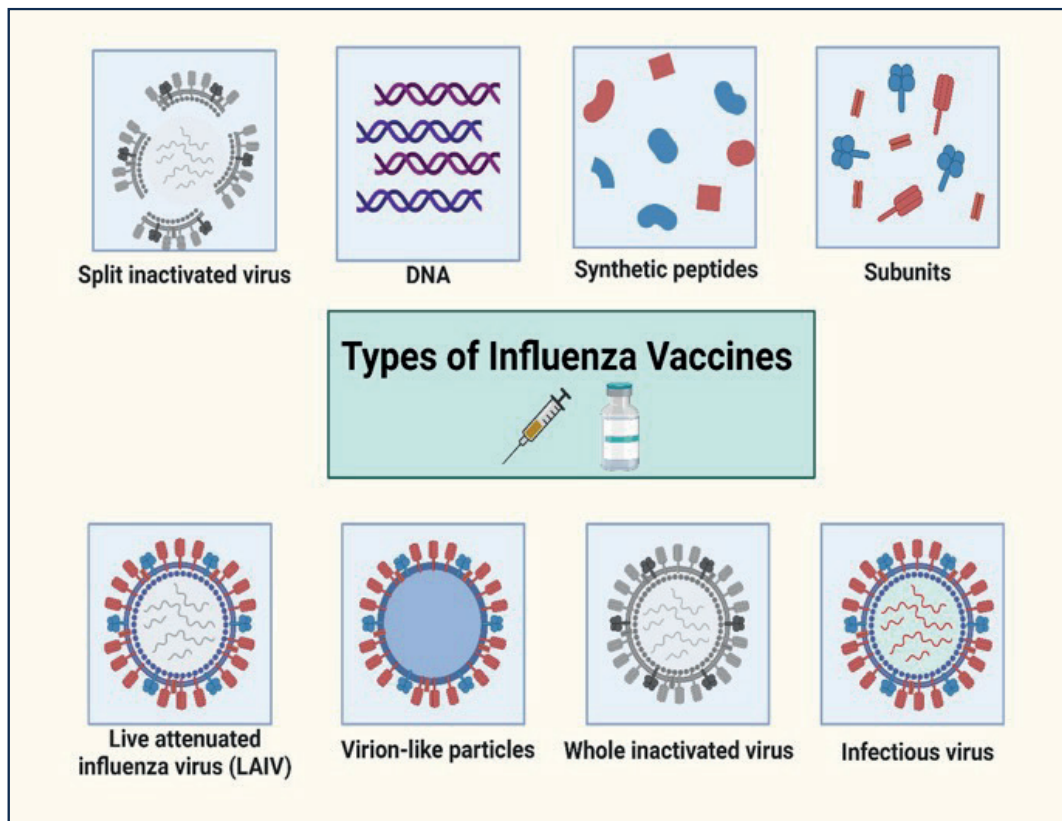 Split inactivated virus
DNA
Synthetic peptides
Subunits
Types of Influenza Vaccines
Live attenuated
influenza virus (LAIV)
Virion-like particles
Whole inactivated virus
Infectious virus